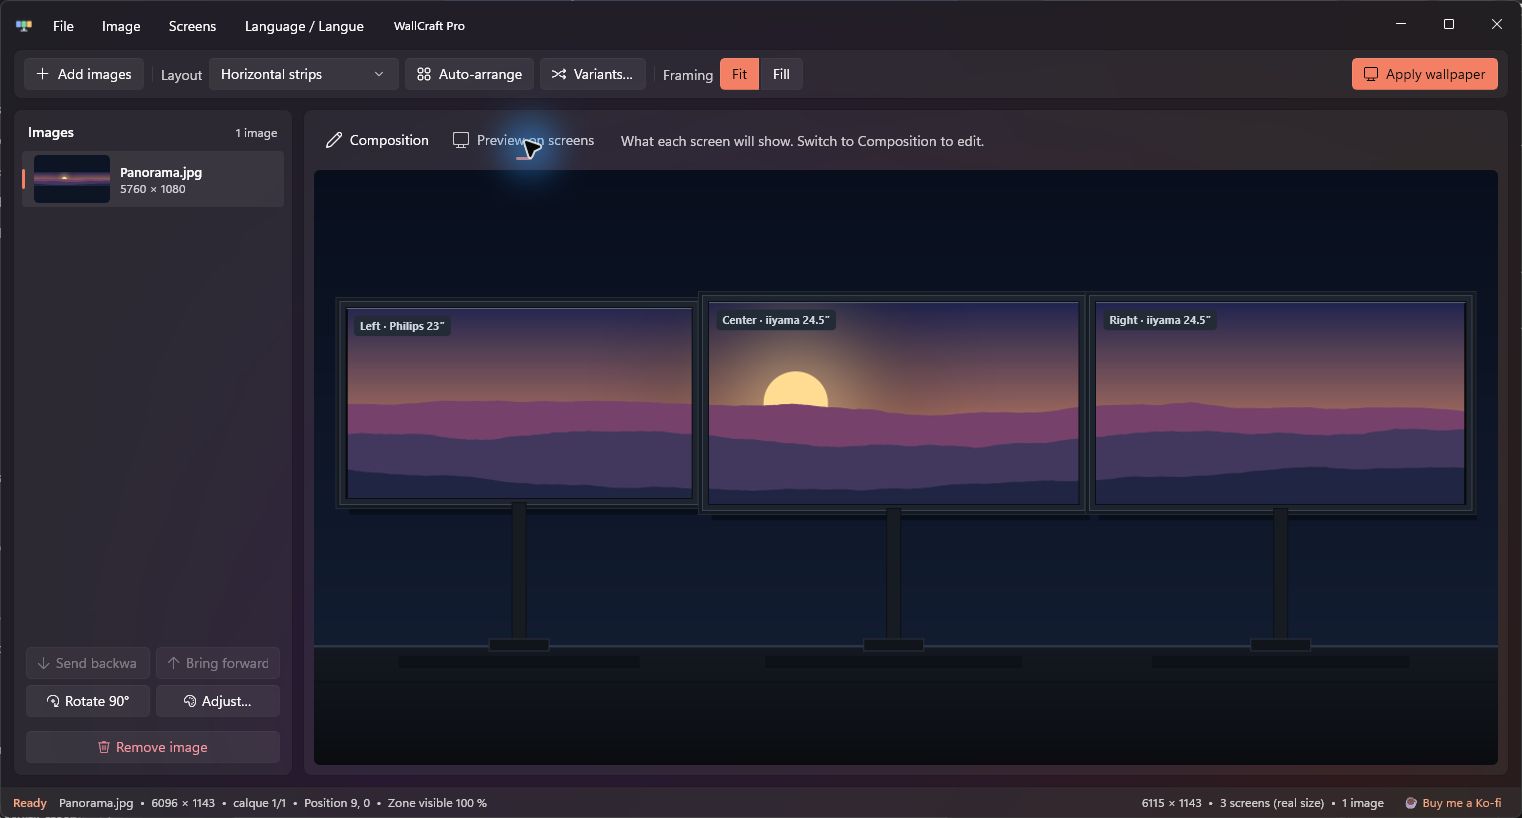 File Image Screens Language / Langue WallCraft Pro
Add images Layout Horizontal strips Auto-arrange Variants... Framing Fit Fill Apply wallpaper
Images 1 image
Panorama.jpg
5760 × 1080
Composition Preview on screens What each screen will show. Switch to Composition to edit.
Left · Philips 23"
Center · iiyama 24.5"
Right · iiyama 24.5"
Send backwa Bring forward
Rotate 90° Adjust...
Remove image
Ready Panorama.jpg • 6096 × 1143 • calque 1/1 • Position 9, 0 • Zone visible 100 % 6115 × 1143 • 3 screens (real size) • 1 image Buy me a Ko-fi